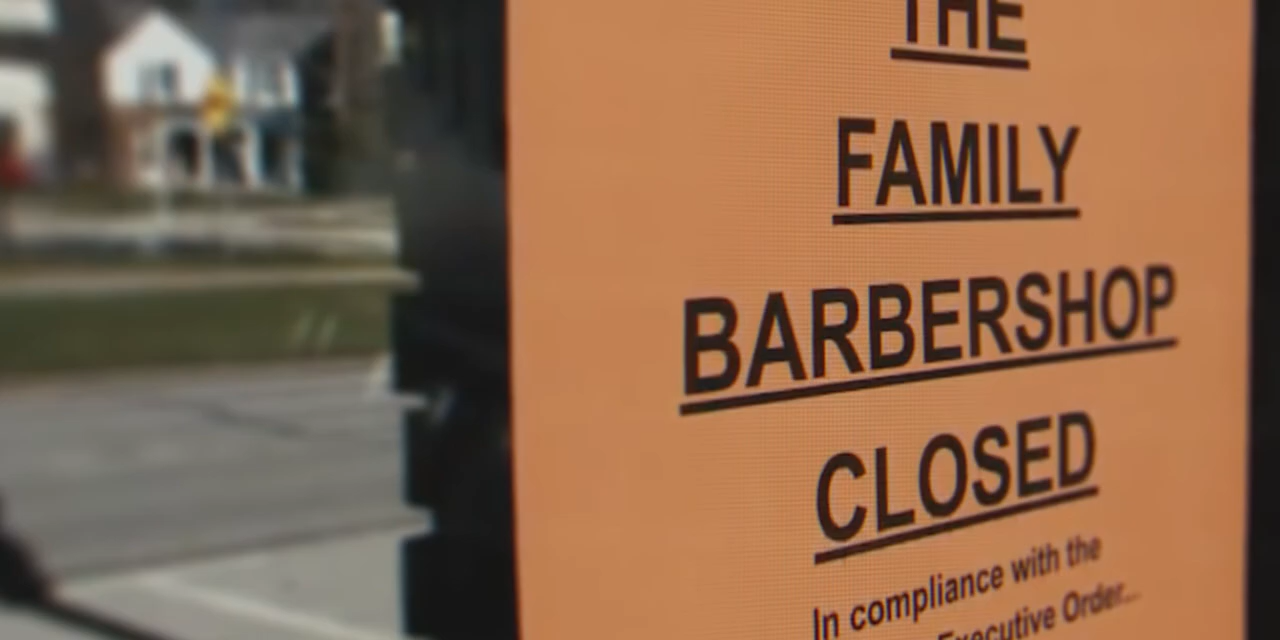 THE
FAMILY
BARBERSHOP
CLOSED
In compliance with the
Executive Order...